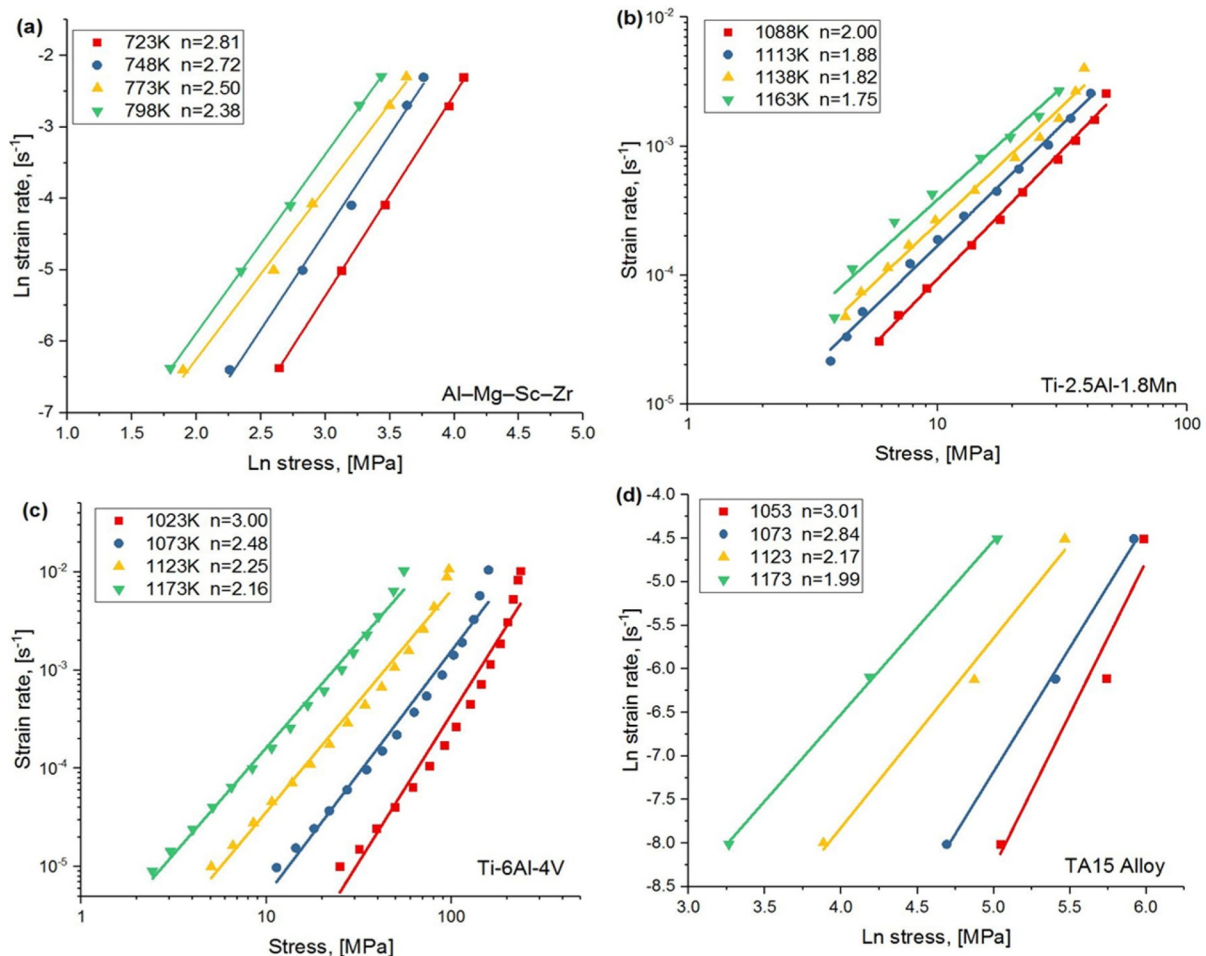 (a)
723K n=2.81
748K n=2.72
773K n=2.50
798K n=2.38
Ln strain rate, [s⁻¹]
-2
-3
-4
-5
-6
-7
1.0 1.5 2.0 2.5 3.0 3.5 4.0 4.5 5.0
Al–Mg–Sc–Zr
Ln stress, [MPa]
(b)
1088K n=2.00
1113K n=1.88
1138K n=1.82
1163K n=1.75
Strain rate, [s⁻¹]
10⁻²
10⁻³
10⁻⁴
10⁻⁵
1 10 100
Ti-2.5Al-1.8Mn
Stress, [MPa]
(c)
1023K n=3.00
1073K n=2.48
1123K n=2.25
1173K n=2.16
Strain rate, [s⁻¹]
10⁻²
10⁻³
10⁻⁴
10⁻⁵
1 10 100
Ti-6Al-4V
Stress, [MPa]
(d)
1053 n=3.01
1073 n=2.84
1123 n=2.17
1173 n=1.99
Ln strain rate, [s⁻¹]
-4.0
-4.5
-5.0
-5.5
-6.0
-6.5
-7.0
-7.5
-8.0
-8.5
3.0 3.5 4.0 4.5 5.0 5.5 6.0
TA15 Alloy
Ln stress, [MPa]